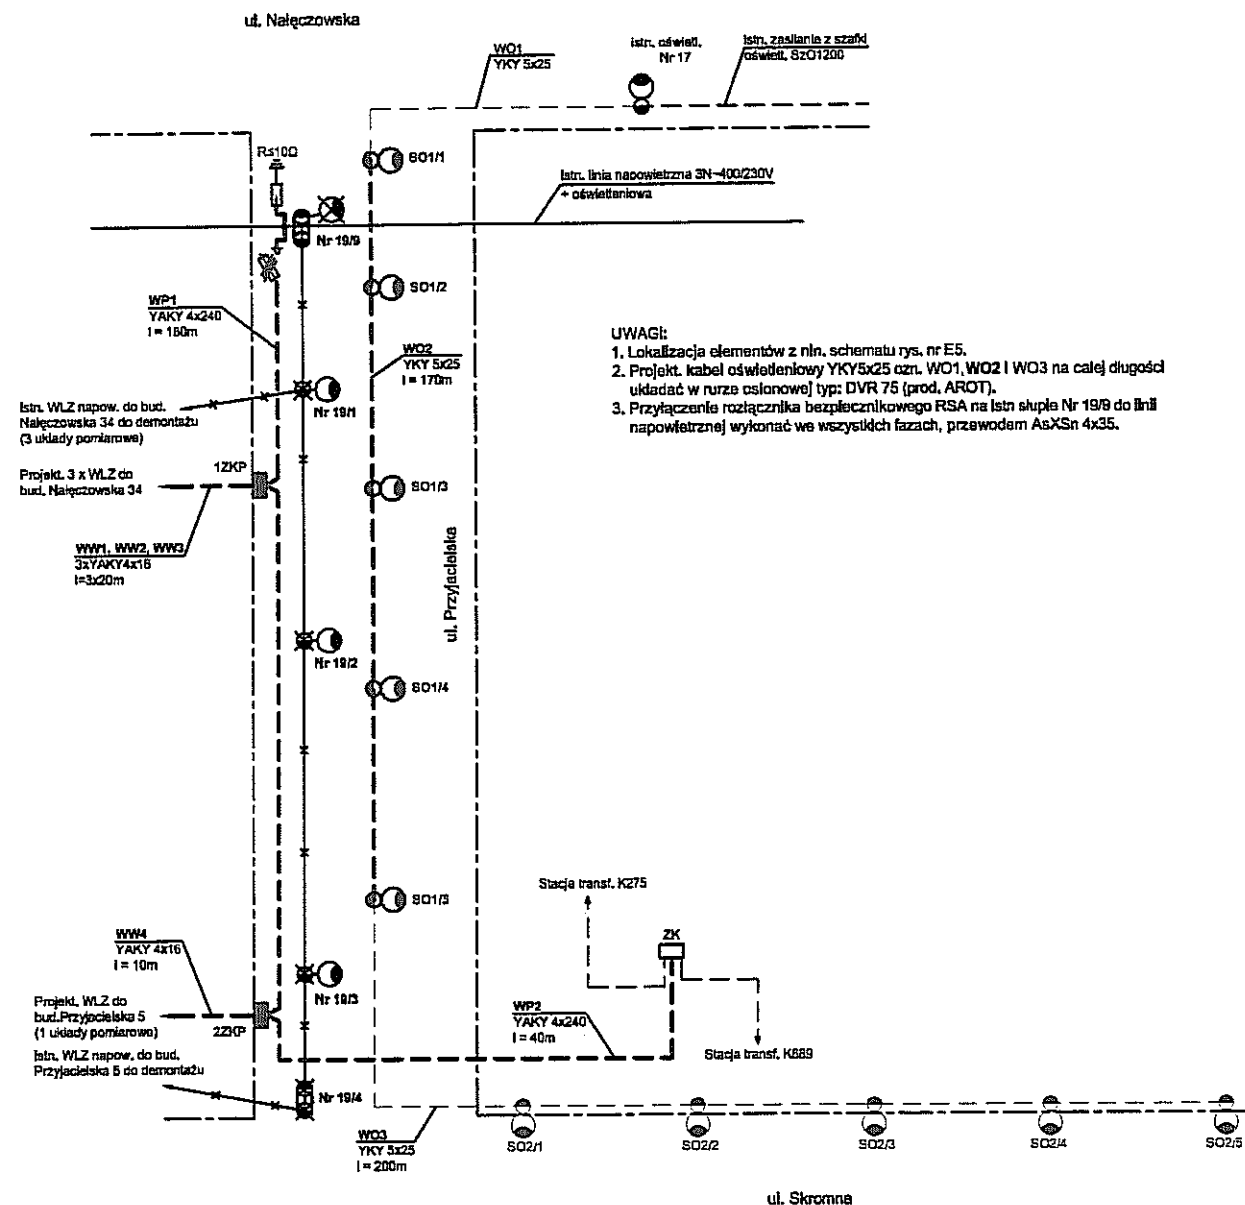 ul. Nałęczowska
WO1
YKY 5x25
istn. oświetl.
Nr 17
istn. zasilanie z szafki
oświetl. SzO1200
R≤10Ω
SO1/1
istn. linia napowietrzna 3N~400/230V
+ oświetleniowa
Nr 19/9
SO1/2
WP1
YAKY 4x240
l = 160m
WO2
YKY 5x25
l = 170m
UWAGI:
1. Lokalizacja elementów z nin. schematu rys. nr E5.
2. Projekt. kabel oświetleniowy YKY5x25 ozn. WO1, WO2 i WO3 na całej długości
układać w rurze osłonowej typ: DVR 75 (prod. AROT).
3. Przyłączenie rozłącznika bezpiecznikowego RSA na istn słupie Nr 19/9 do linii
napowietrznej wykonać we wszystkich fazach, przewodem AsXSn 4x35.
Istn. WLZ napow. do bud.
Nałęczowska 34 do demontażu
(3 układy pomiarowe)
Nr 19/1
1ZKP
Projekt. 3 x WLZ do
bud. Nałęczowska 34
SO1/3
WW1, WW2, WW3
3xYAKY4x16
l=3x20m
ul. Przyjacielska
Nr 19/2
SO1/4
SO1/3
Stacja transf. K275
ZK
WW4
YAKY 4x16
l = 10m
Nr 19/3
Projekt. WLZ do
bud.Przyjacielska 5
(1 układy pomiarowe)
2ZKP
WP2
YAKY 4x240
l = 40m
Stacja transf. K689
Istn. WLZ napow. do bud.
Przyjacielska 5 do demontażu
Nr 19/4
WO3
YKY 5x25
l = 200m
SO2/1
SO2/2
SO2/3
SO2/4
SO2/5
ul. Skromna